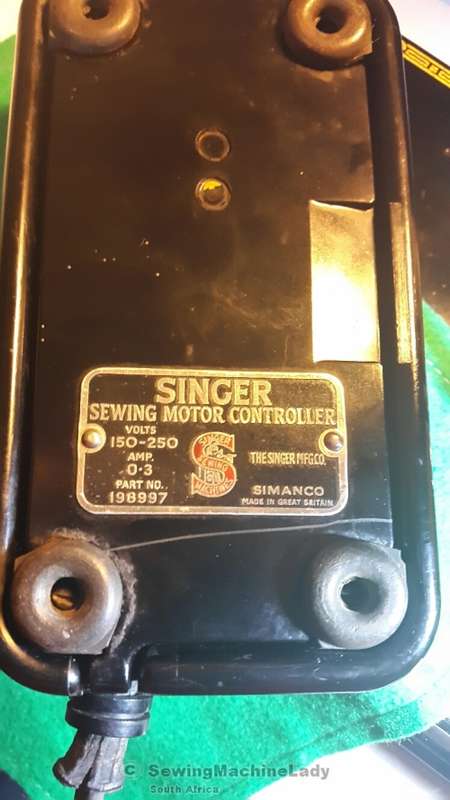 SINGER
SEWING MOTOR CONTROLLER
VOLTS
150-250
AMP.
0·3
PART NO.
198997
SINGER
SEWING
MACHINES
THE SINGER MFG.CO.
SIMANCO
MADE IN GREAT BRITAIN
© SewingMachineLady
South Africa